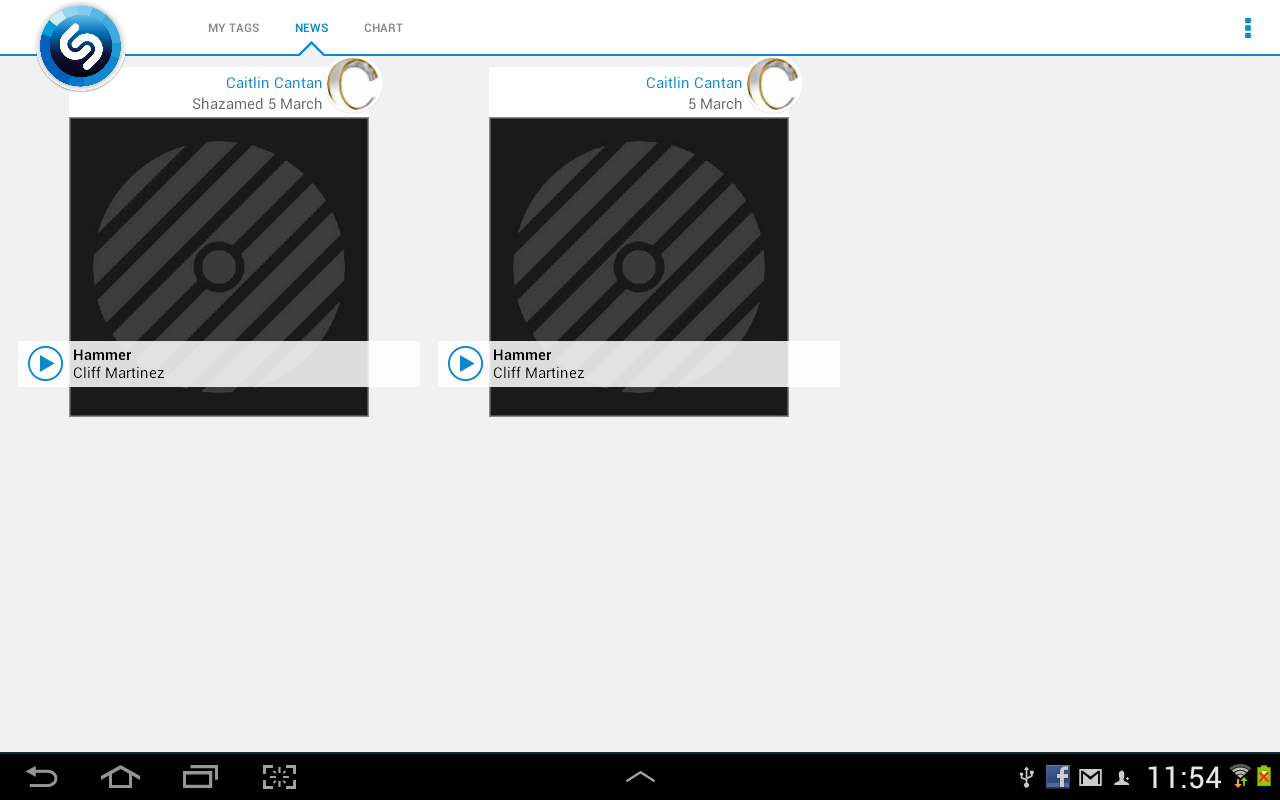 MY TAGS
NEWS
CHART
Caitlin Cantan
Shazamed 5 March
Hammer
Cliff Martinez
Caitlin Cantan
5 March
Hammer
Cliff Martinez
11:54